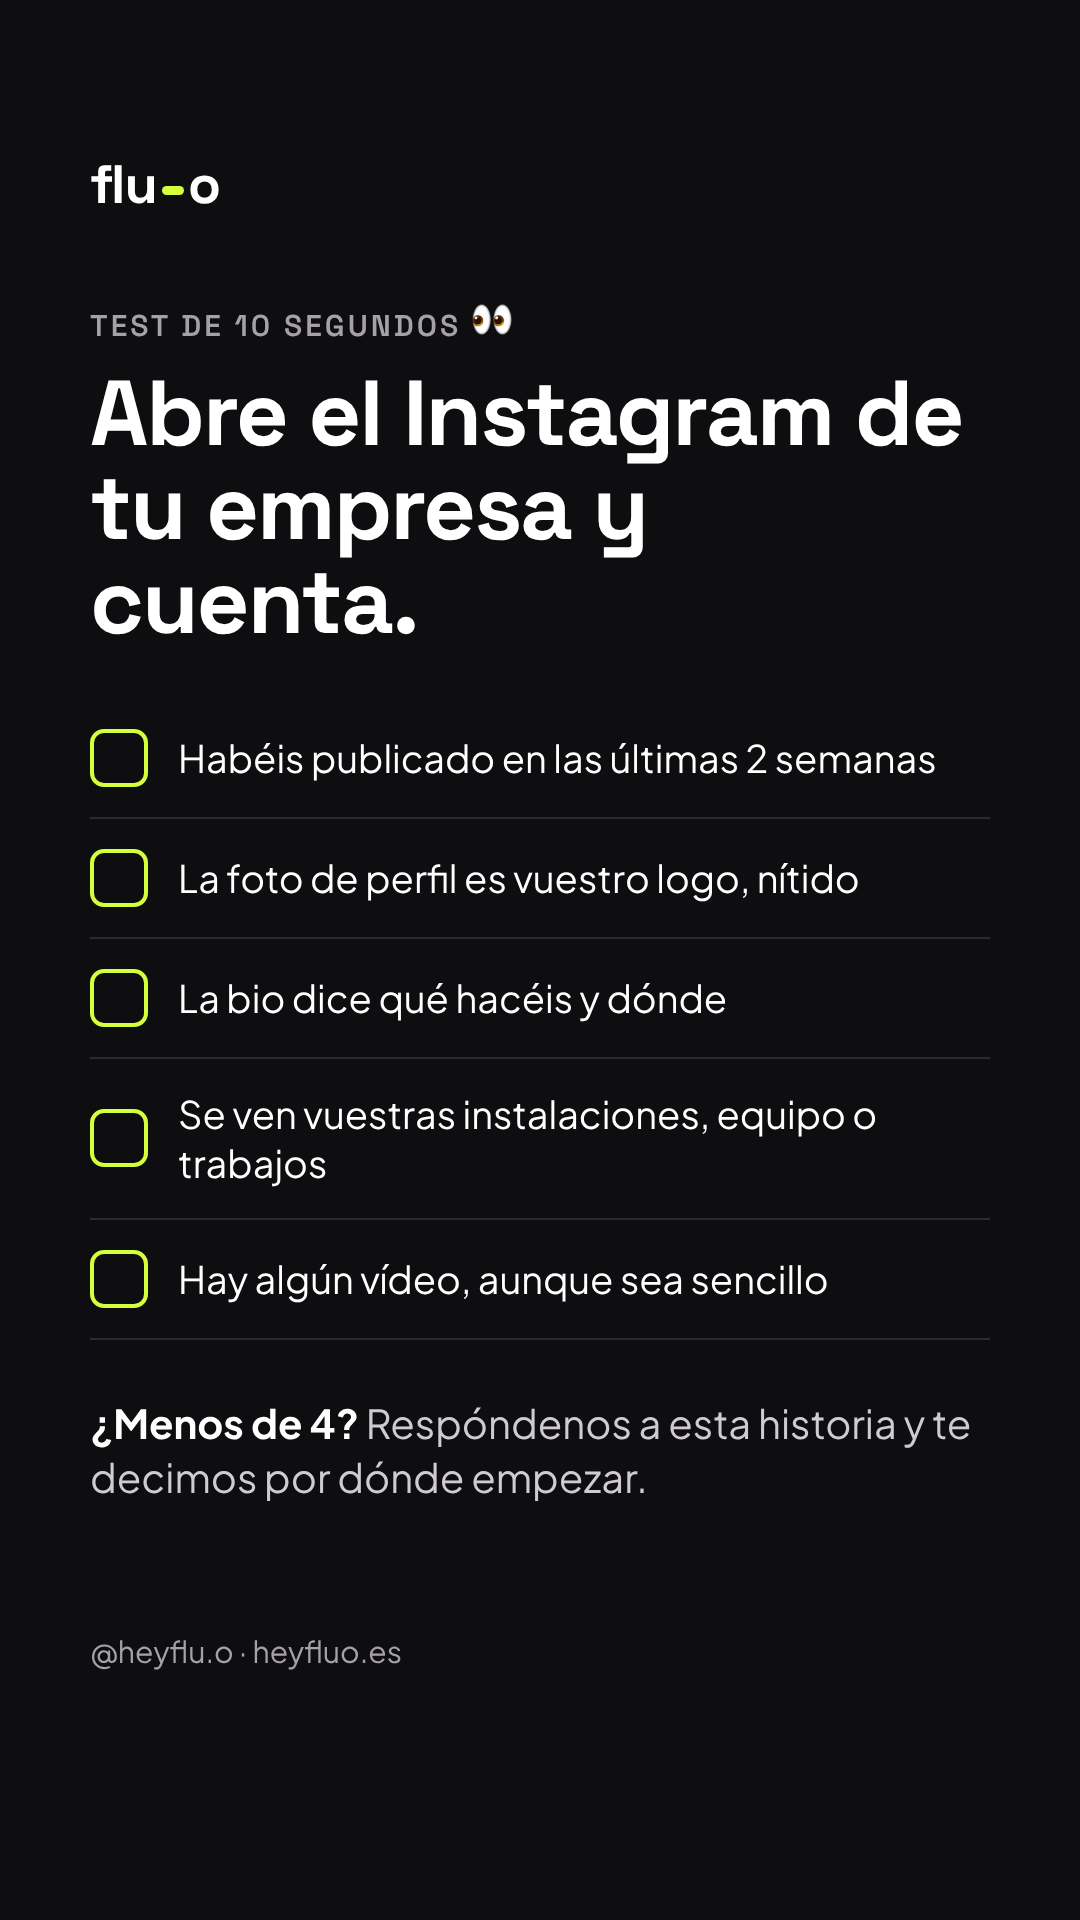 flu-o
TEST DE 10 SEGUNDOS 👀
Abre el Instagram de
tu empresa y
cuenta.
Habéis publicado en las últimas 2 semanas
La foto de perfil es vuestro logo, nítido
La bio dice qué hacéis y dónde
Se ven vuestras instalaciones, equipo o
trabajos
Hay algún vídeo, aunque sea sencillo
¿Menos de 4? Respóndenos a esta historia y te
decimos por dónde empezar.
@heyflu.o · heyfluo.es